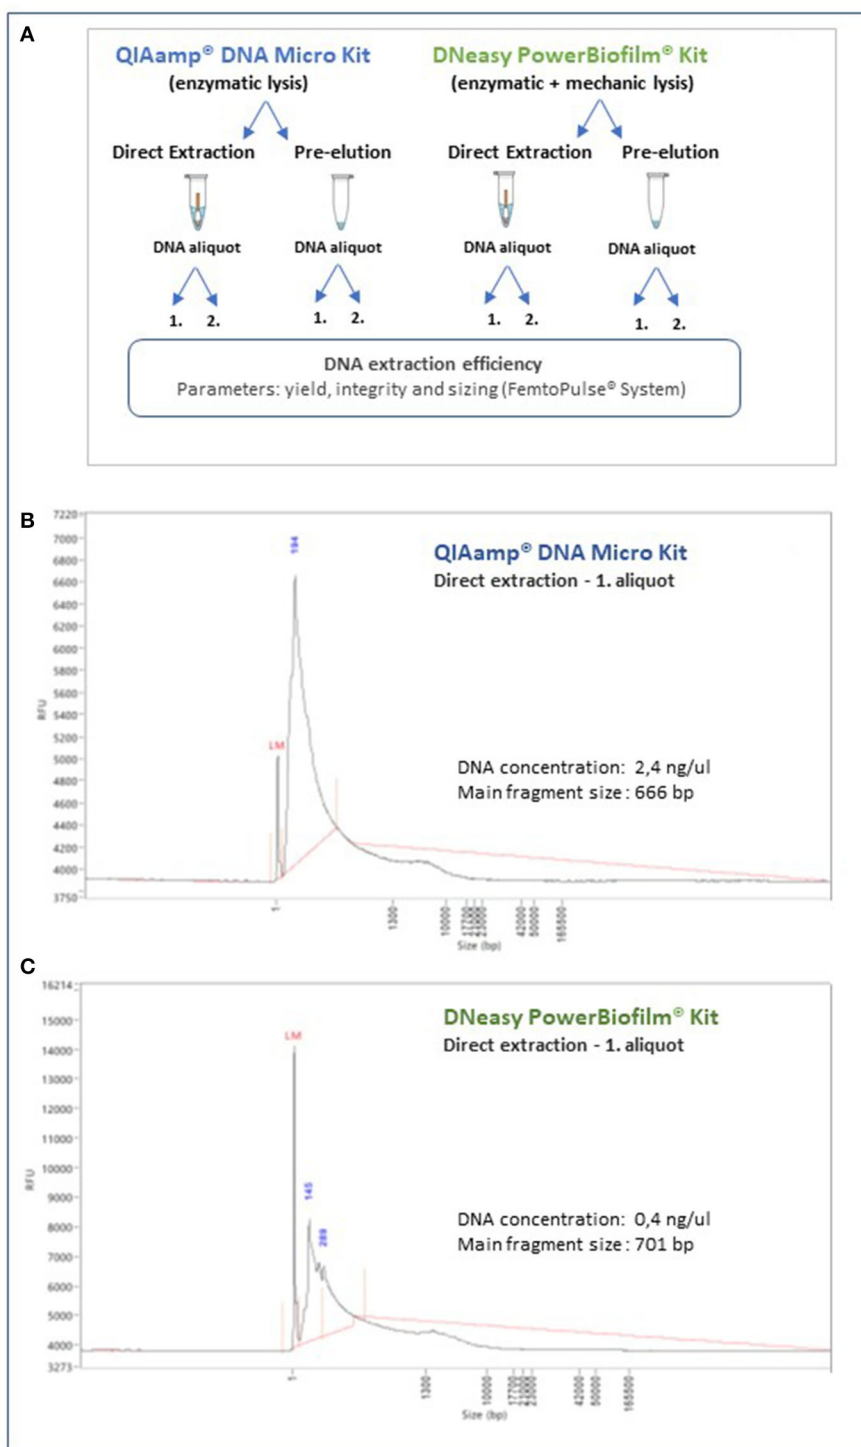 A
QIAamp® DNA Micro Kit
(enzymatic lysis)
DNeasy PowerBiofilm® Kit
(enzymatic + mechanic lysis)
Direct Extraction
Pre-elution
Direct Extraction
Pre-elution
DNA aliquot
DNA aliquot
DNA aliquot
DNA aliquot
1. 2.
1. 2.
1. 2.
1. 2.
DNA extraction efficiency
Parameters: yield, integrity and sizing (FemtoPulse® System)
B
QIAamp® DNA Micro Kit
Direct extraction - 1. aliquot
DNA concentration: 2,4 ng/ul
Main fragment size : 666 bp
194
LM
RFU
7220
7000
6800
6600
6400
6200
6000
5800
5600
5400
5200
5000
4800
4600
4400
4200
4000
3750
1
1300
10000
17700
23000
42000
50000
165500
Size (bp)
C
DNeasy PowerBiofilm® Kit
Direct extraction - 1. aliquot
DNA concentration: 0,4 ng/ul
Main fragment size : 701 bp
LM
145
289
RFU
16214
15000
14000
13000
12000
11000
10000
9000
8000
7000
6000
5000
4000
3273
1
1300
10000
17700
23000
42000
50000
165500
Size (bp)